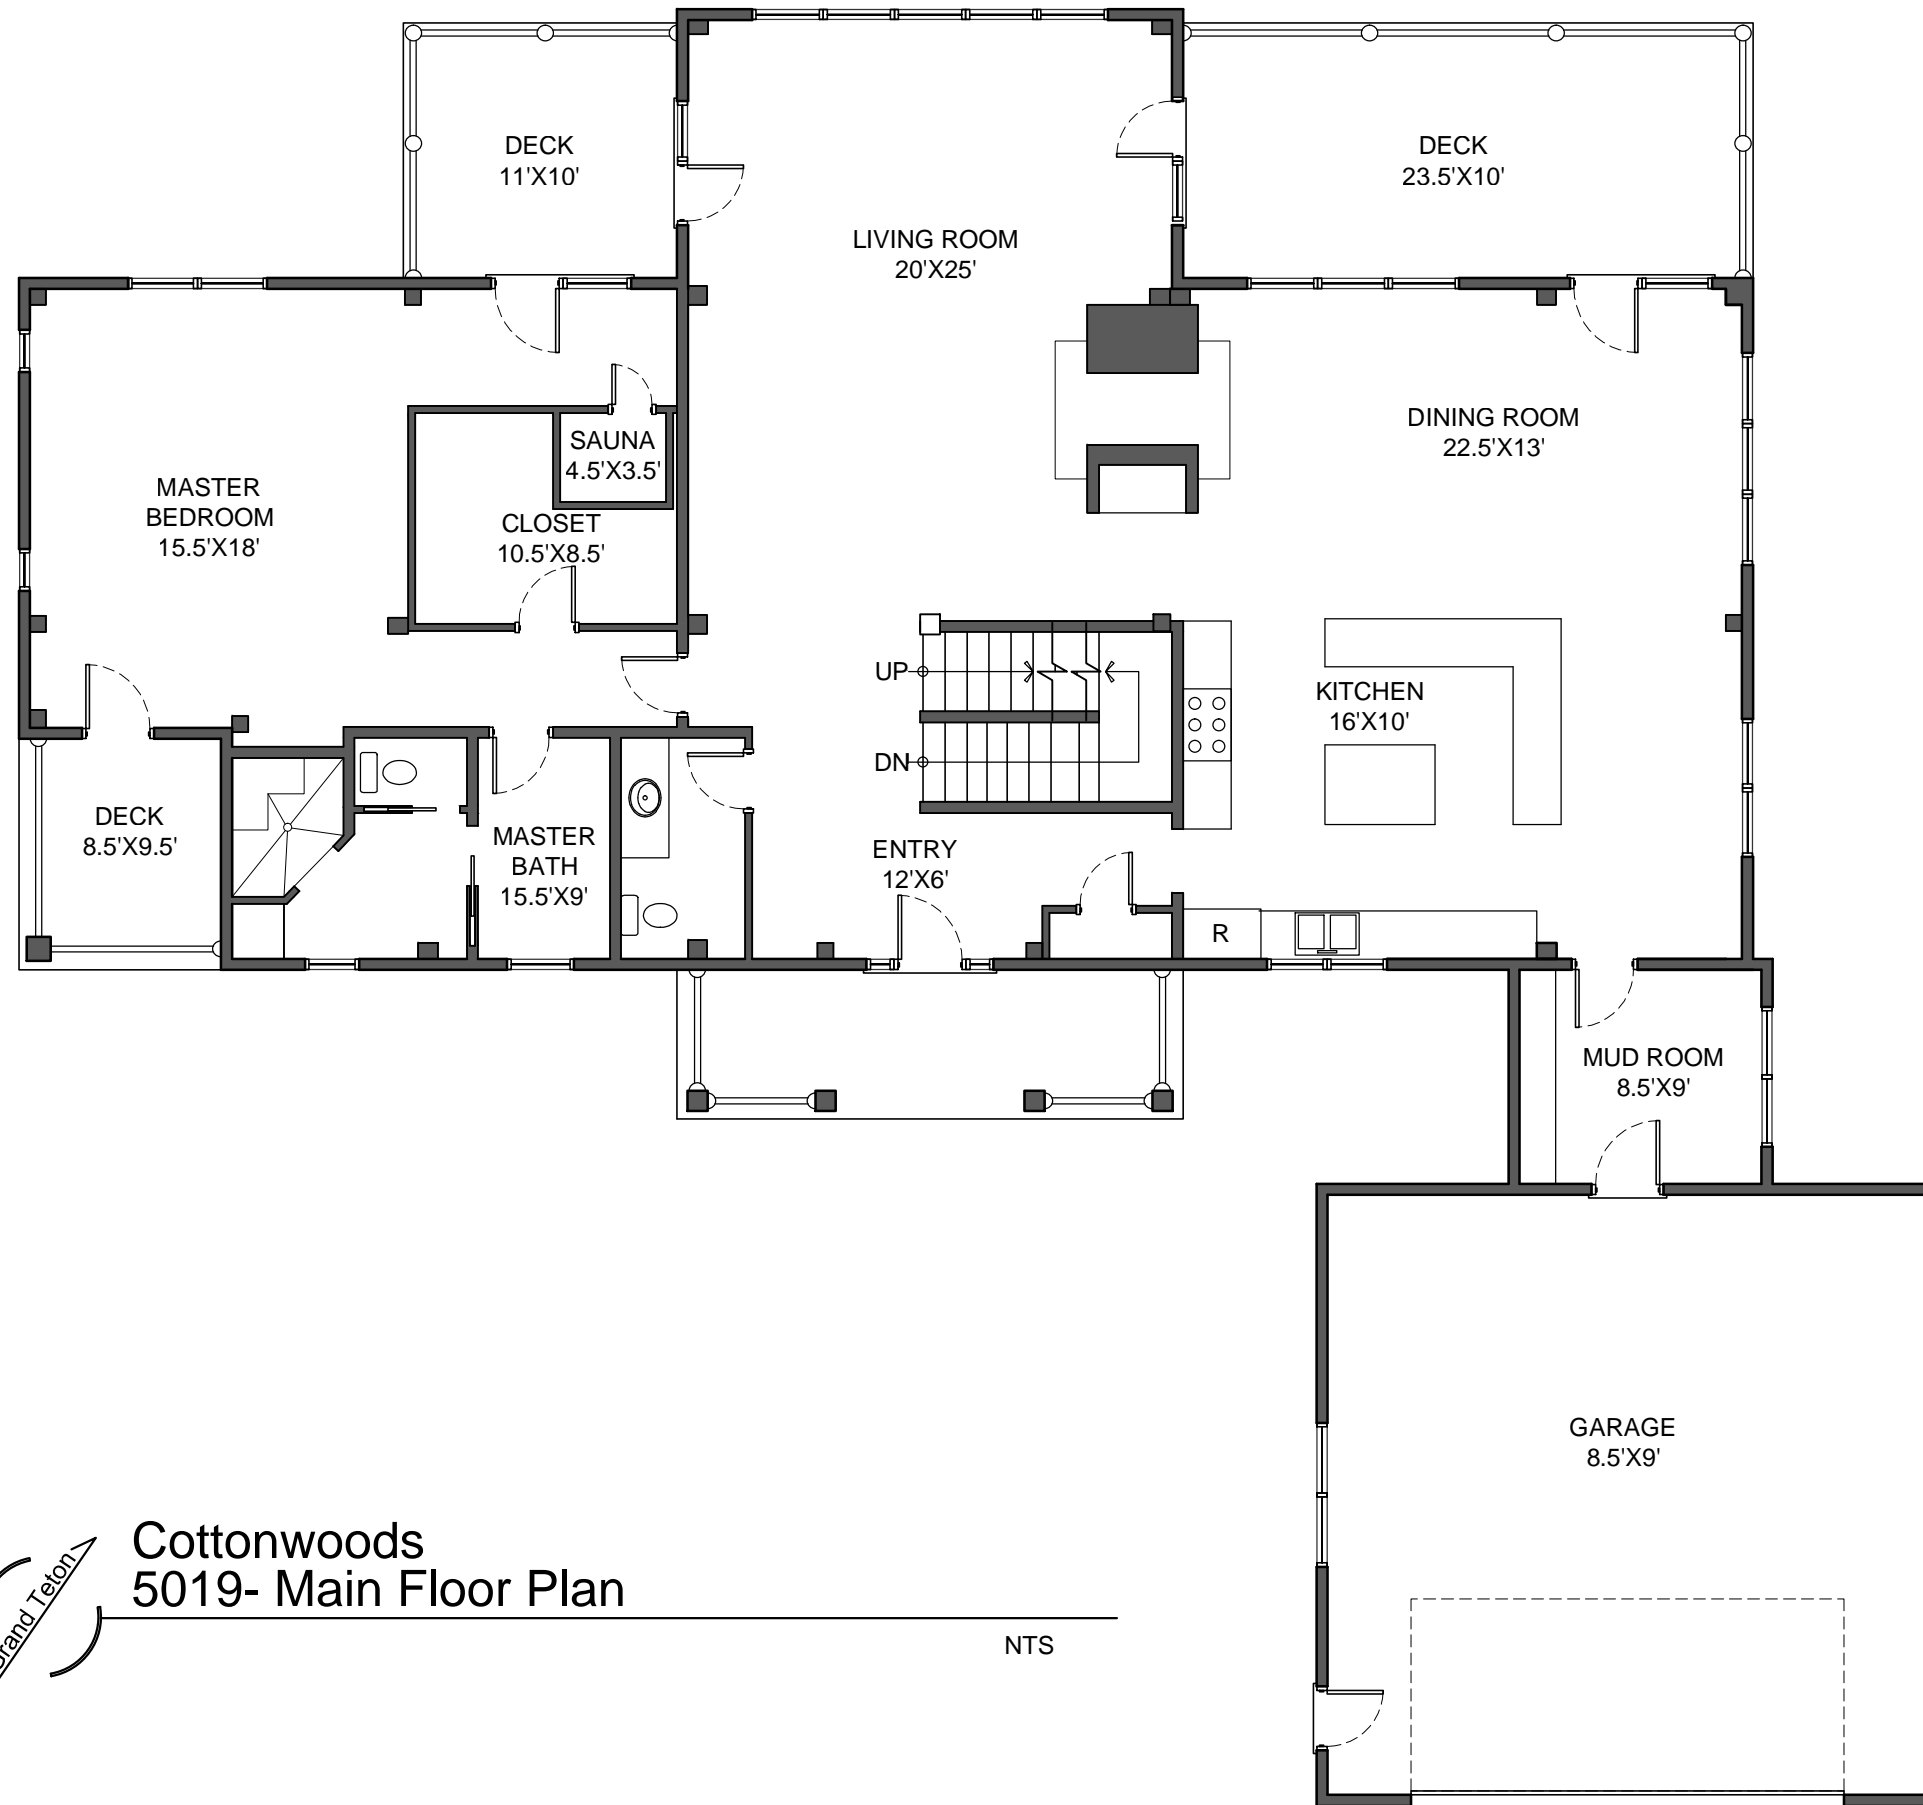 DECK
11'X10'
DECK
23.5'X10'
LIVING ROOM
20'X25'
DINING ROOM
22.5'X13'
SAUNA
4.5'X3.5'
MASTER
BEDROOM
15.5'X18'
CLOSET
10.5'X8.5'
UP
DN
KITCHEN
16'X10'
DECK
8.5'X9.5'
MASTER
BATH
15.5'X9'
ENTRY
12'X6'
R
MUD ROOM
8.5'X9'
GARAGE
8.5'X9'
Teton
Cottonwoods
5019- Main Floor Plan
NTS